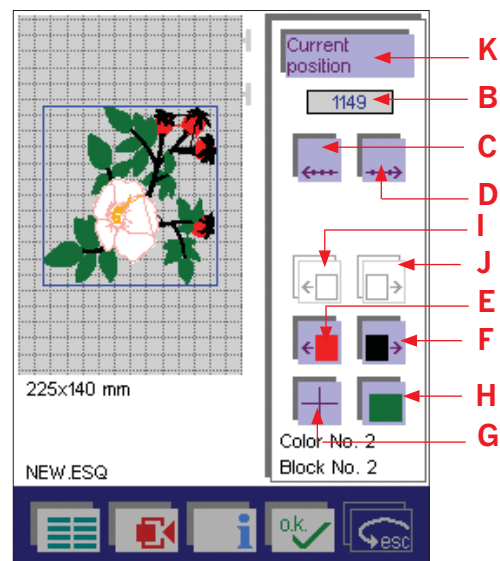 Current
position
K
1149
B
C
D
I
J
E
F
H
G
225x140 mm
Color No. 2
NEW.ESQ
Block No. 2
i
o.k.
esc